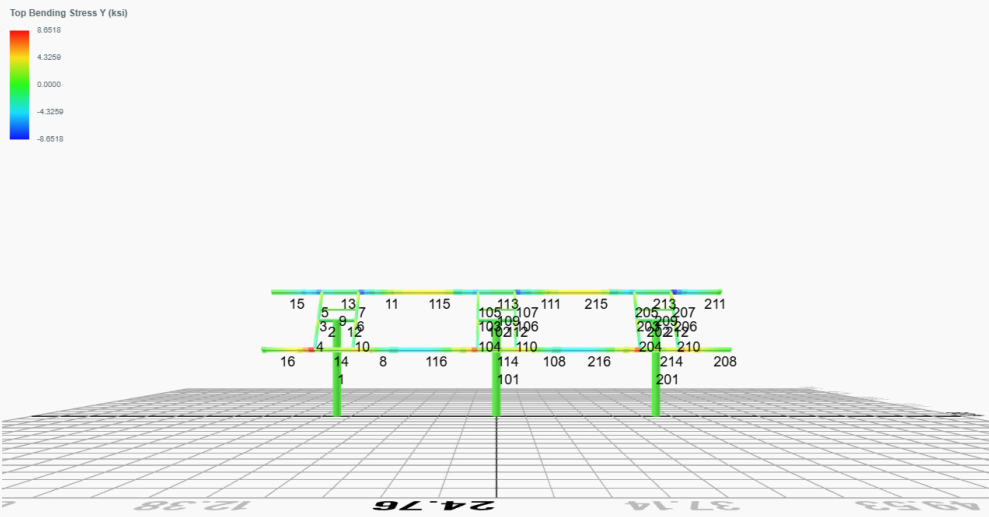 Top Bending Stress Y (ksi)
8.6518
4.3259
0.0000
-4.3259
-8.6518
15 13 11 115 113 111 215 213 211
5 7 105 107 205 207
9 109 209
3 6 103 106 203 206
2 12 102 112 202 212
4 10 104 110 204 210
16 14 8 116 114 108 216 214 208
1 101 201
12.38 24.76 37.14 49.53